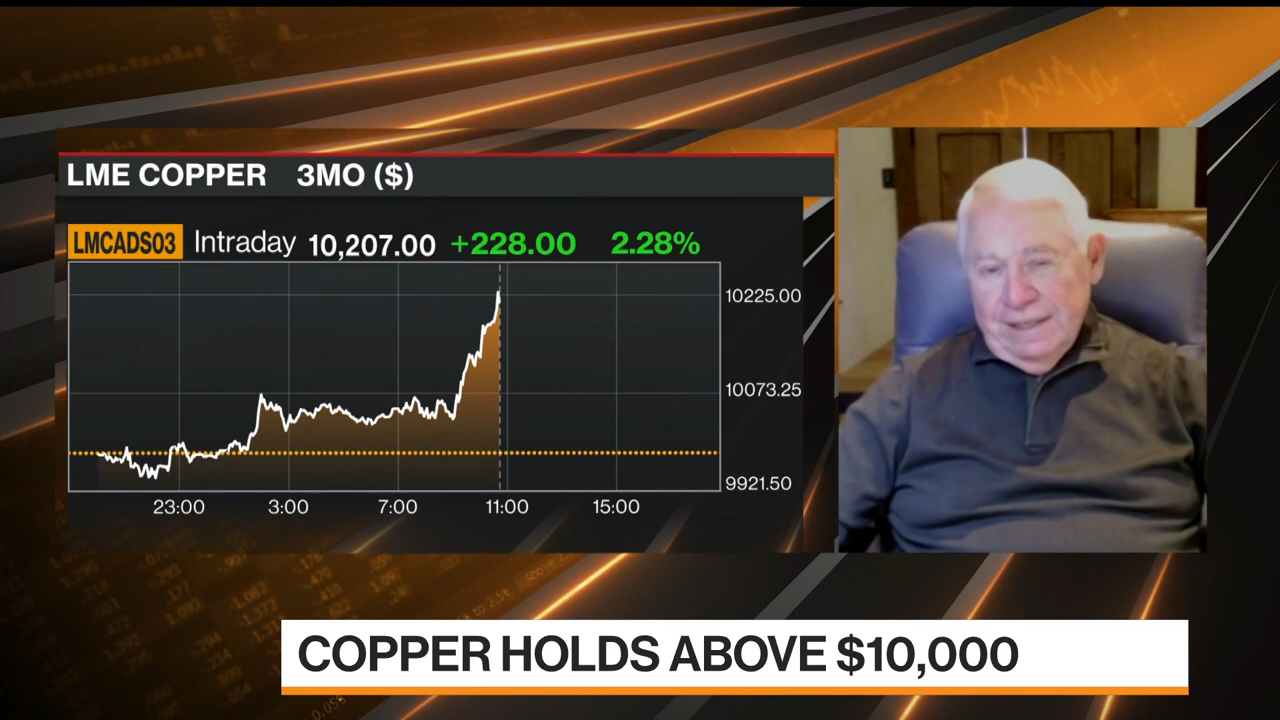 LME COPPER 3MO ($)
LMCADS03 Intraday 10,207.00 +228.00 2.28%
10225.00
10073.25
9921.50
23:00 3:00 7:00 11:00 15:00
COPPER HOLDS ABOVE $10,000